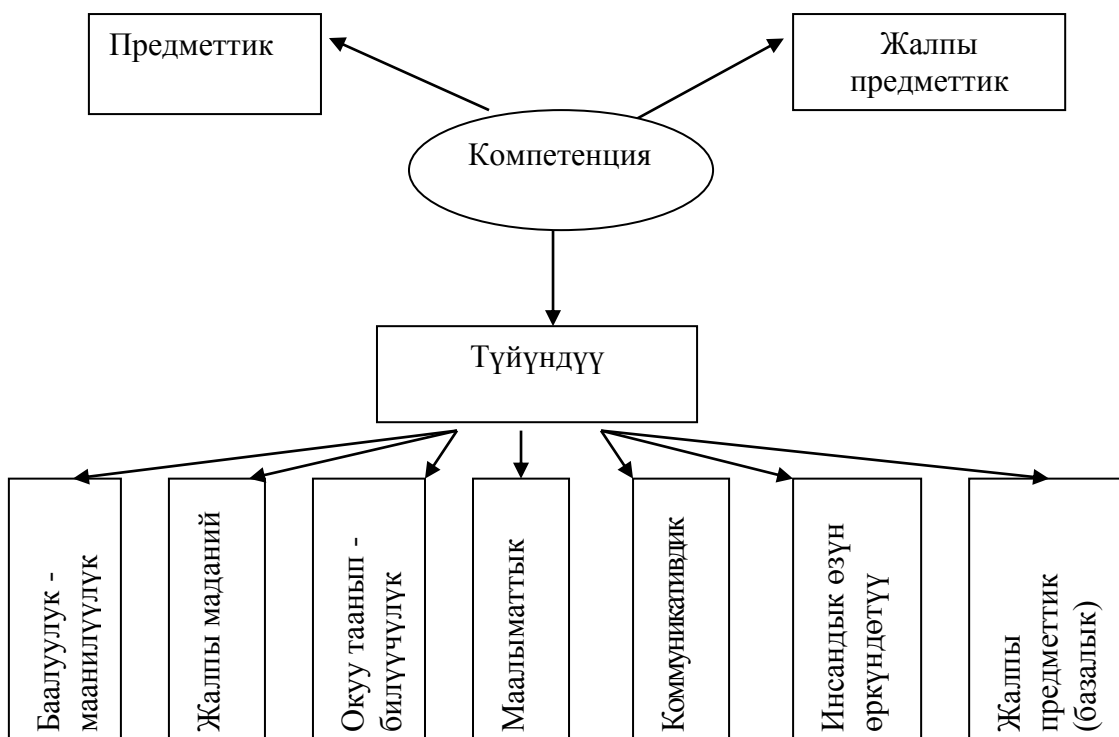 Предметтик
Жалпы
предметтик
Компетенция
Түйүндүү
Баалуулук -
маанилүүлүк
Жалпы маданий
Окуу таанып -
билүүчүлүк
Маалыматтык
Коммуникативдик
Инсандык өзүн
өркүндөтүү
Жалпы
предметтик
(базалык)